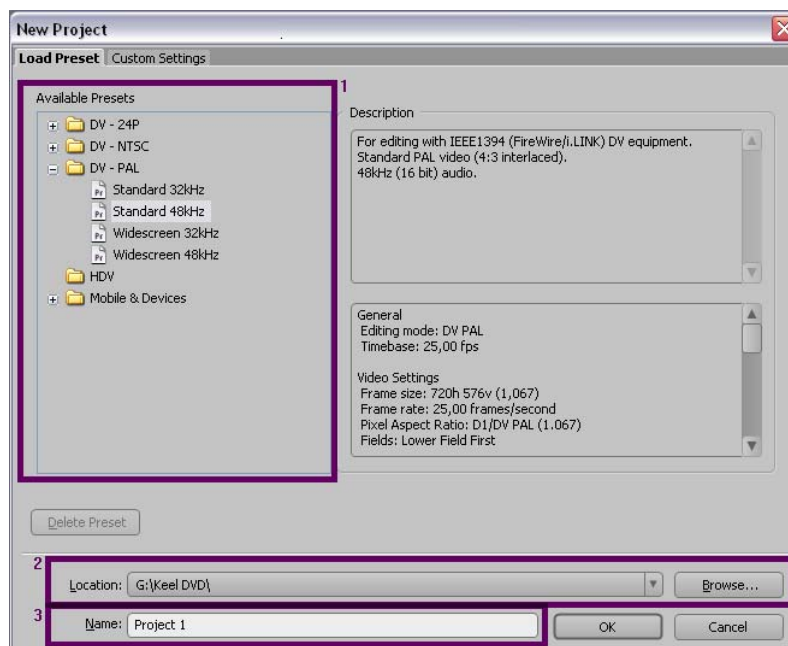 New Project
Load Preset Custom Settings
1
Available Presets
DV - 24P
DV - NTSC
DV - PAL
Standard 32kHz
Standard 48kHz
Widescreen 32kHz
Widescreen 48kHz
HDV
Mobile & Devices
Description
For editing with IEEE1394 (FireWire/i.LINK) DV equipment.
Standard PAL video (4:3 interlaced).
48kHz (16 bit) audio.
General
Editing mode: DV PAL
Timebase: 25,00 fps
Video Settings
Frame size: 720h 576v (1,067)
Frame rate: 25,00 frames/second
Pixel Aspect Ratio: D1/DV PAL (1.067)
Fields: Lower Field First
Delete Preset
2
Location: G:\Keel DVD\ Browse...
3
Name: Project 1 OK Cancel